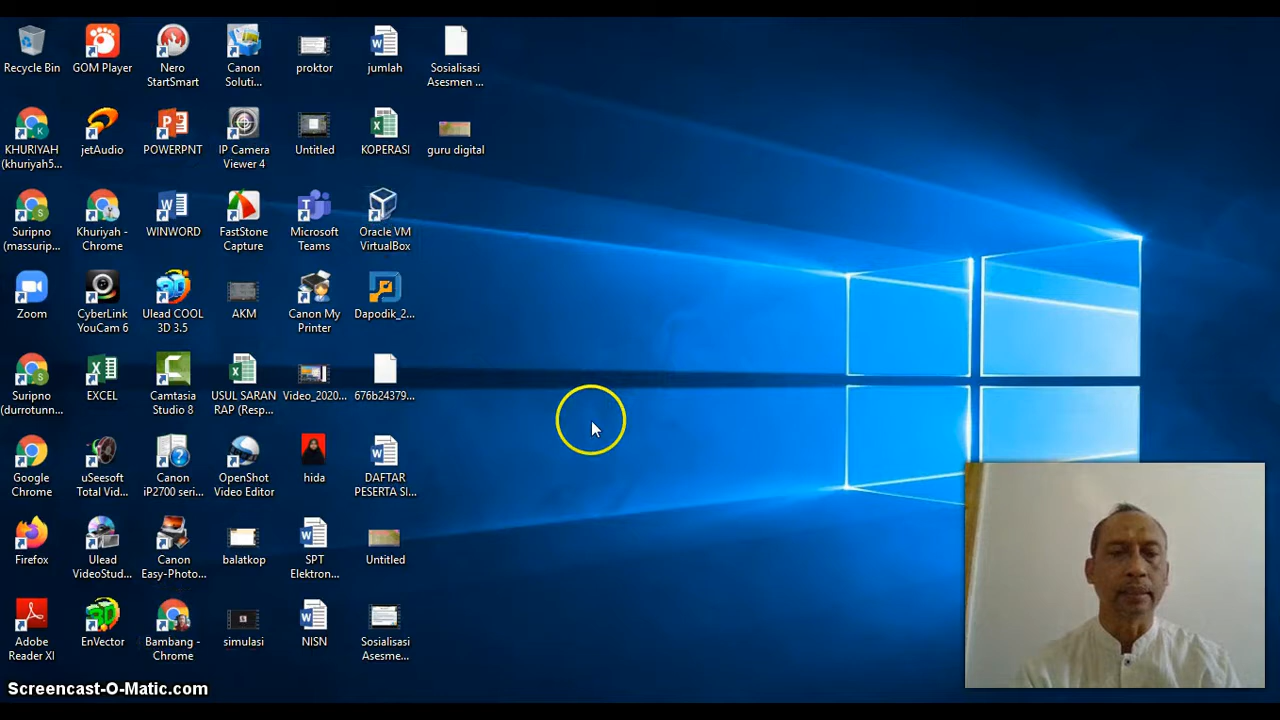 Recycle Bin
GOM Player
Nero
StartSmart
Canon
Soluti...
proktor
jumlah
Sosialisasi
Asesmen ...
KHURIYAH
(khuriyah5...
jetAudio
POWERPNT
IP Camera
Viewer 4
Untitled
KOPERASI
guru digital
Suripno
(massurip...
Khuriyah -
Chrome
WINWORD
FastStone
Capture
Microsoft
Teams
Oracle VM
VirtualBox
Zoom
CyberLink
YouCam 6
Ulead COOL
3D 3.5
AKM
Canon My
Printer
Dapodik_2...
Suripno
(durrotunn...
EXCEL
Camtasia
Studio 8
USUL SARAN
RAP (Resp...
Video_2020...
676b24379...
Google
Chrome
uSeesoft
Total Vid...
Canon
iP2700 seri...
OpenShot
Video Editor
hida
DAFTAR
PESERTA SI...
Firefox
Ulead
VideoStud...
Canon
Easy-Photo...
balatkop
SPT
Elektron...
Untitled
Adobe
Reader XI
EnVector
Bambang -
Chrome
simulasi
NISN
Sosialisasi
Asesme...
Screencast-O-Matic.com